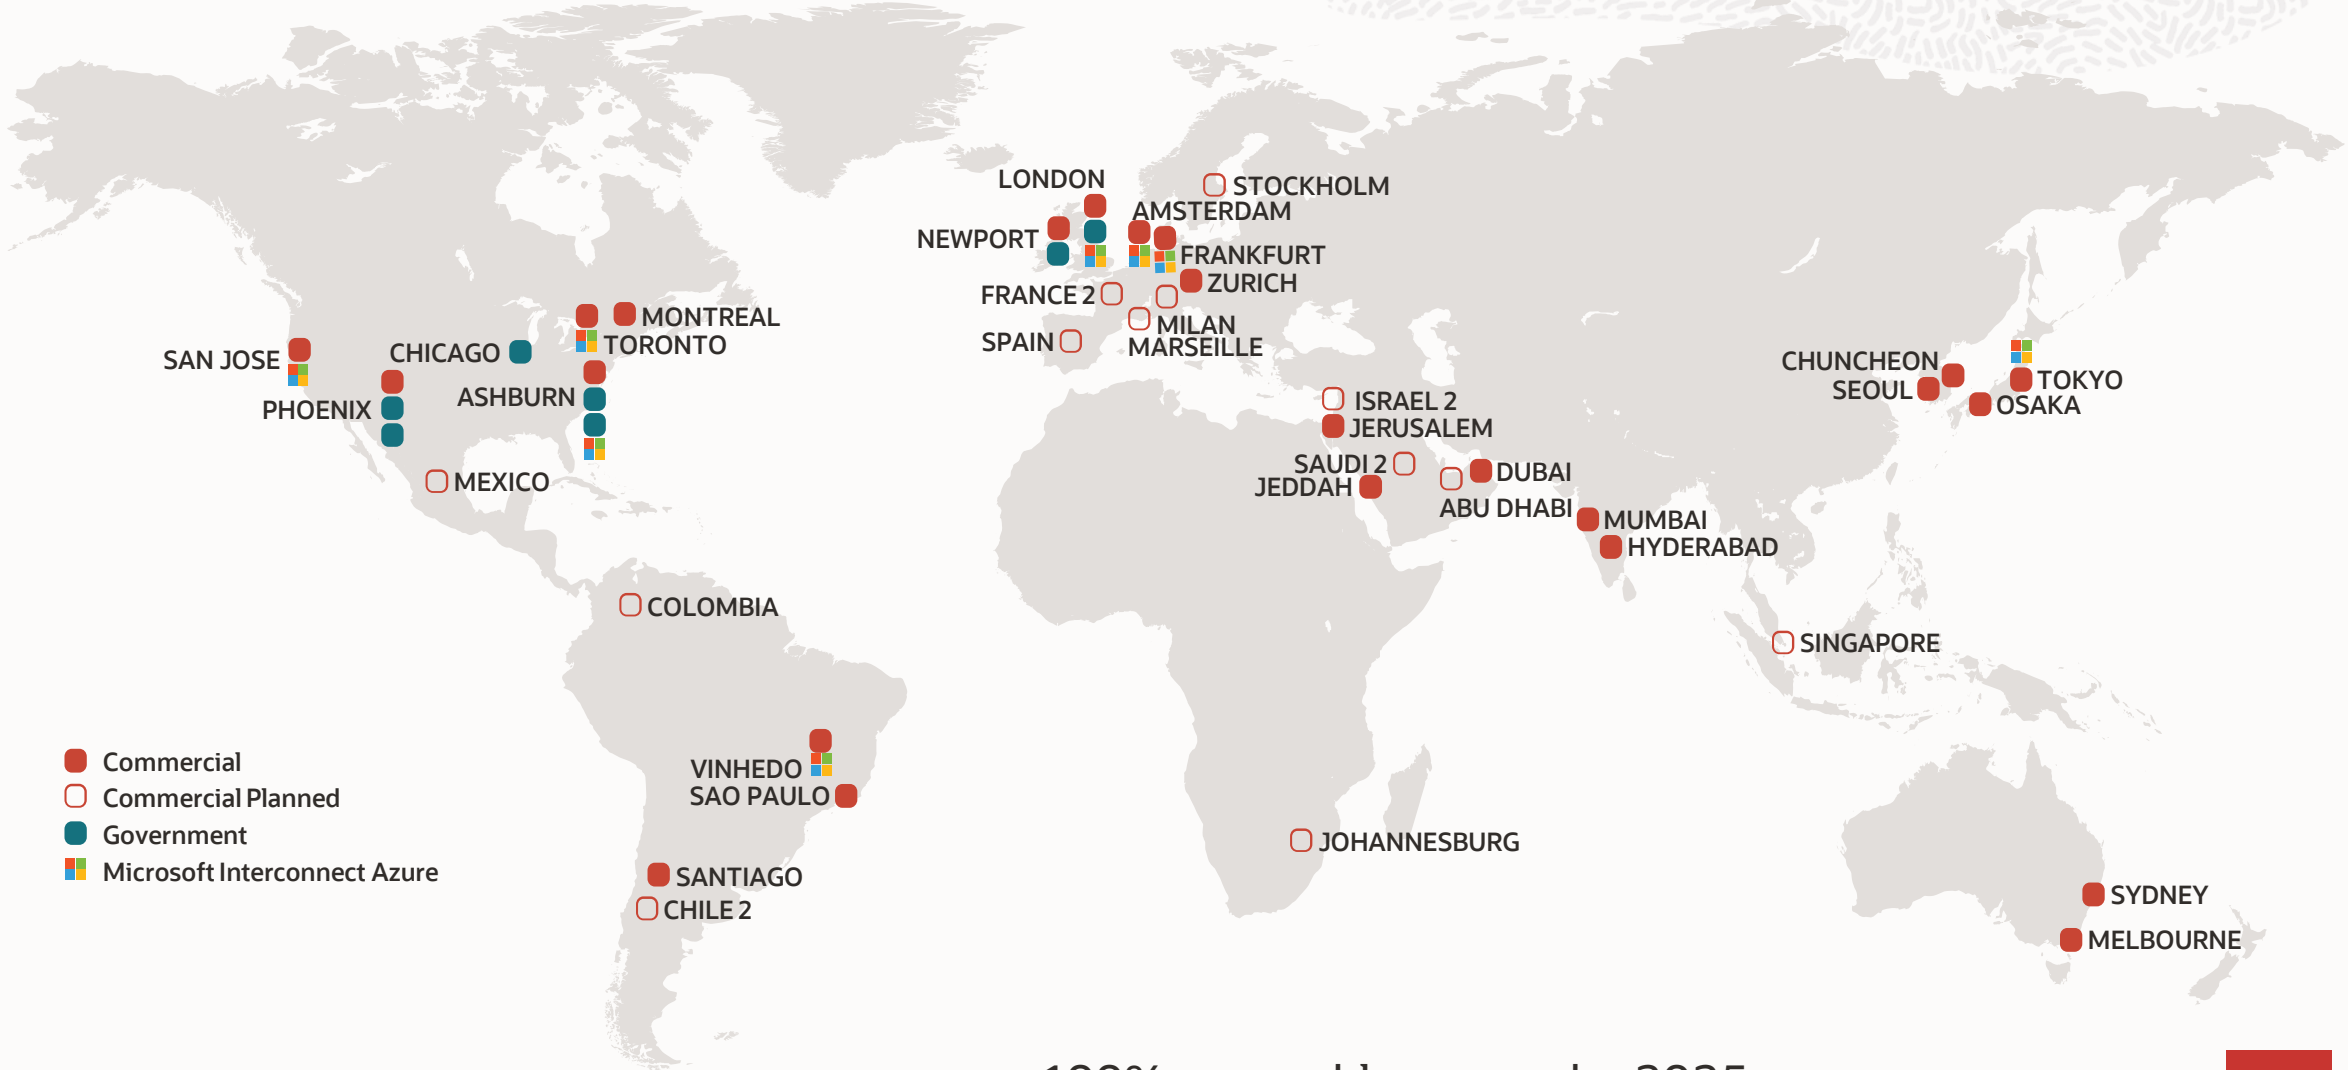 LONDON
STOCKHOLM
AMSTERDAM
NEWPORT
FRANKFURT
ZURICH
FRANCE 2
MONTREAL
MILAN
SPAIN
TORONTO
MARSEILLE
CHICAGO
SAN JOSE
CHUNCHEON
TOKYO
SEOUL
ASHBURN
ISRAEL 2
OSAKA
PHOENIX
JERUSALEM
SAUDI 2
DUBAI
MEXICO
JEDDAH
ABU DHABI
MUMBAI
HYDERABAD
COLOMBIA
SINGAPORE
VINHEDO
SAO PAULO
JOHANNESBURG
SANTIAGO
CHILE 2
SYDNEY
MELBOURNE
Commercial
Commercial Planned
Government
Microsoft Interconnect Azure